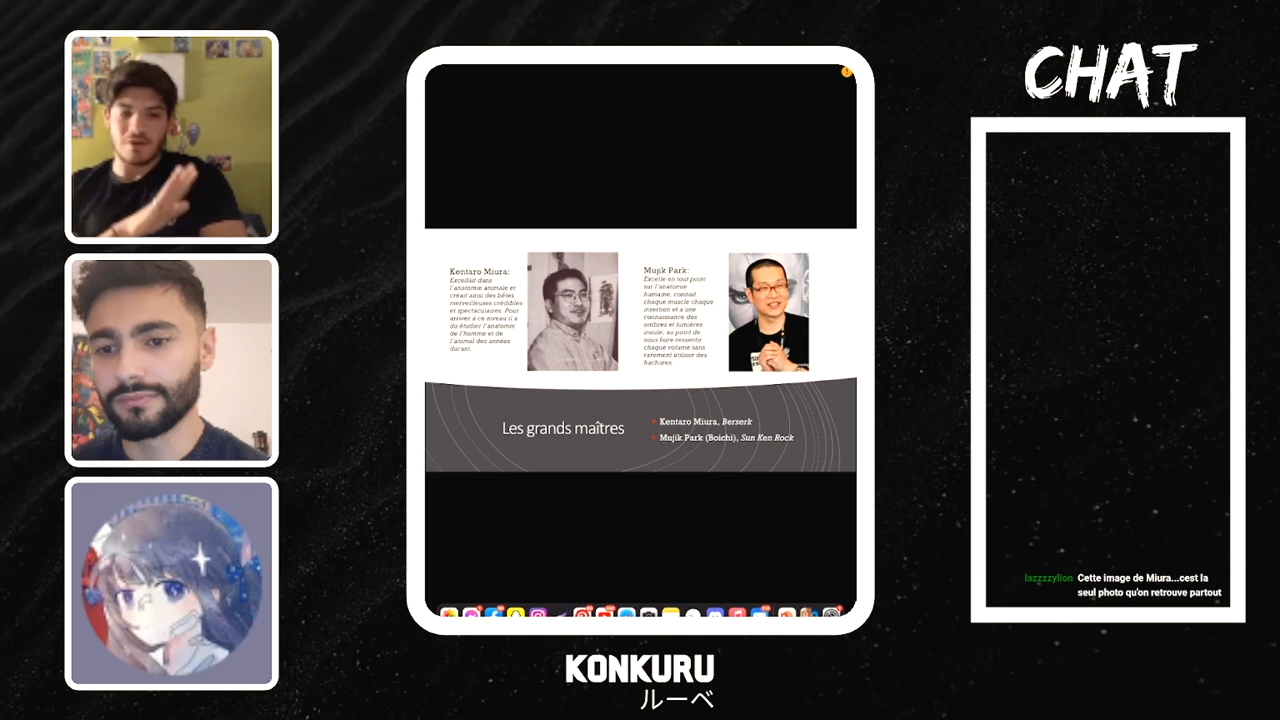 CHAT
Kentaro Miura:
Excellait dans
l'anatomie animale et
créait ainsi des bêtes
merveilleuses crédibles
et spectaculaires. Pour
arriver à ce niveau il a
du étudier l'anatomie
de l'homme et de
l'animal des années
durant.
Mujik Park:
Excelle en tout point
sur l'anatomie
humaine, connait
chaque muscle chaque
insertion et a une
connaissance des
ombres et lumières
inouïe, au point de
nous faire ressentir
chaque volume sans
rarement utiliser des
hachures.
Les grands maîtres
Kentaro Miura, Berserk
Mujik Park (Boichi), Sun Ken Rock
lazzzzylion Cette image de Miura...cest la
seul photo qu'on retrouve partout
KONKURU
ルーペ